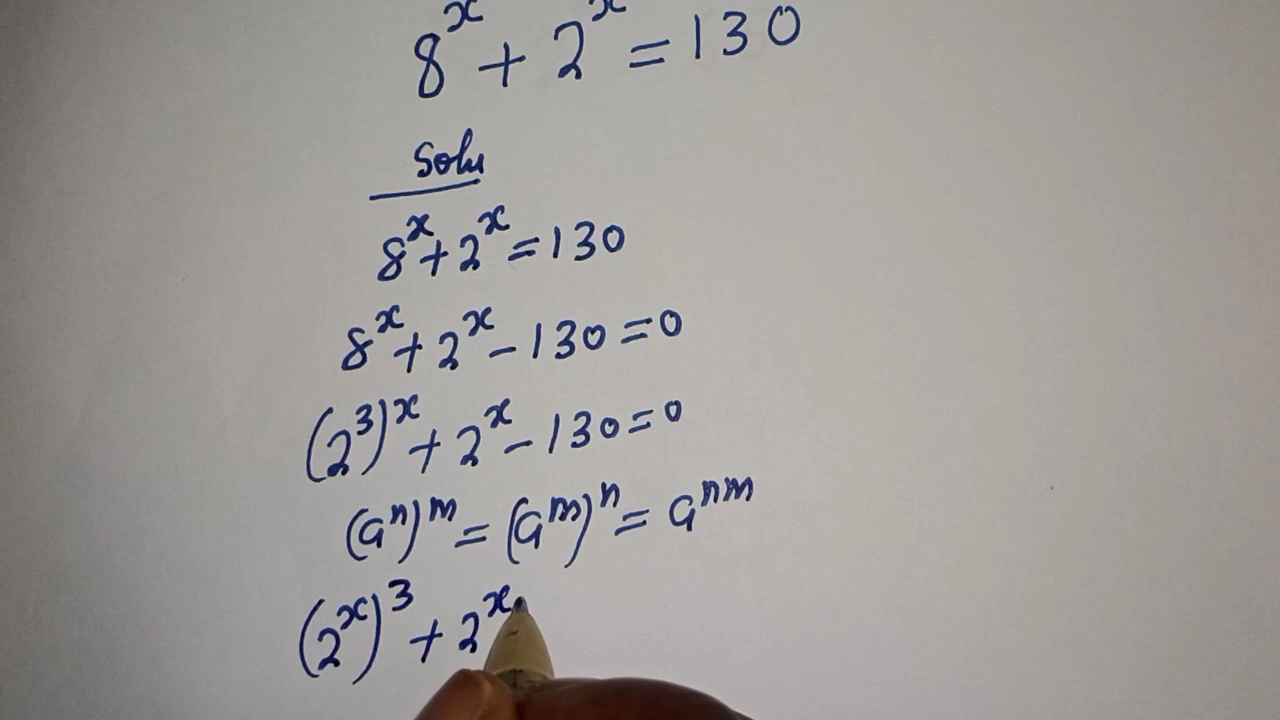 8^x + 2^x = 130
Solu
8^x + 2^x = 130
8^x + 2^x - 130 = 0
(2^3)^x + 2^x - 130 = 0
(a^n)^m = (a^m)^n = a^nm
(2^x)^3 + 2^x